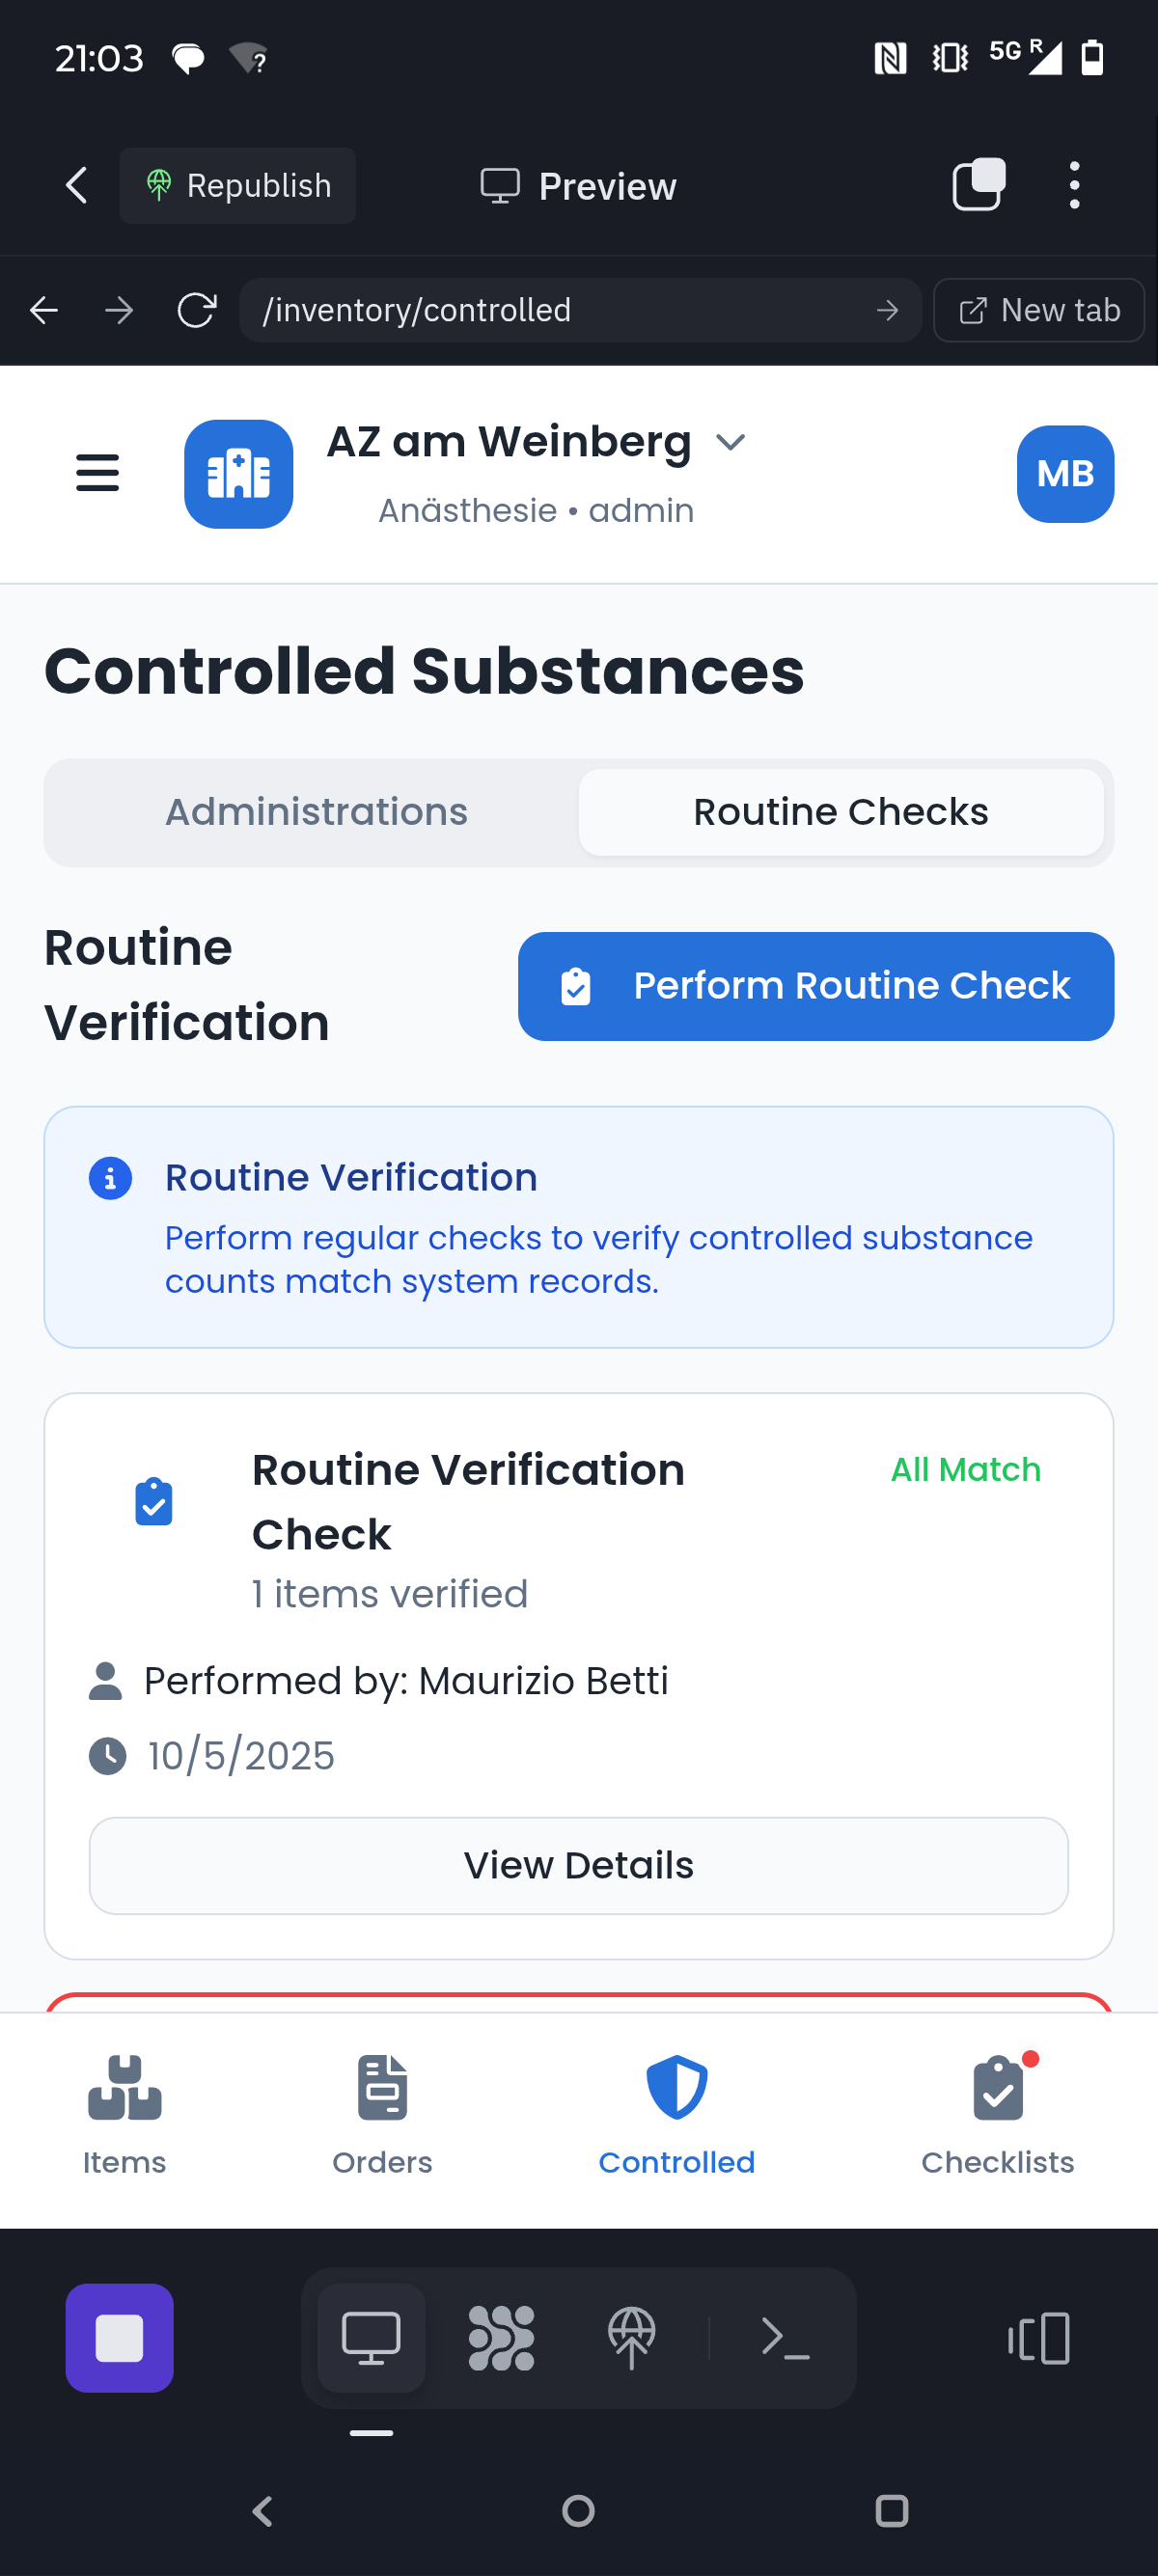 21:03
5G R
Republish
Preview
/inventory/controlled
New tab
AZ am Weinberg
Anästhesie • admin
MB
Controlled Substances
Administrations
Routine Checks
Routine
Verification
Perform Routine Check
Routine Verification
Perform regular checks to verify controlled substance
counts match system records.
Routine Verification
Check
All Match
1 items verified
Performed by: Maurizio Betti
10/5/2025
View Details
Items
Orders
Controlled
Checklists